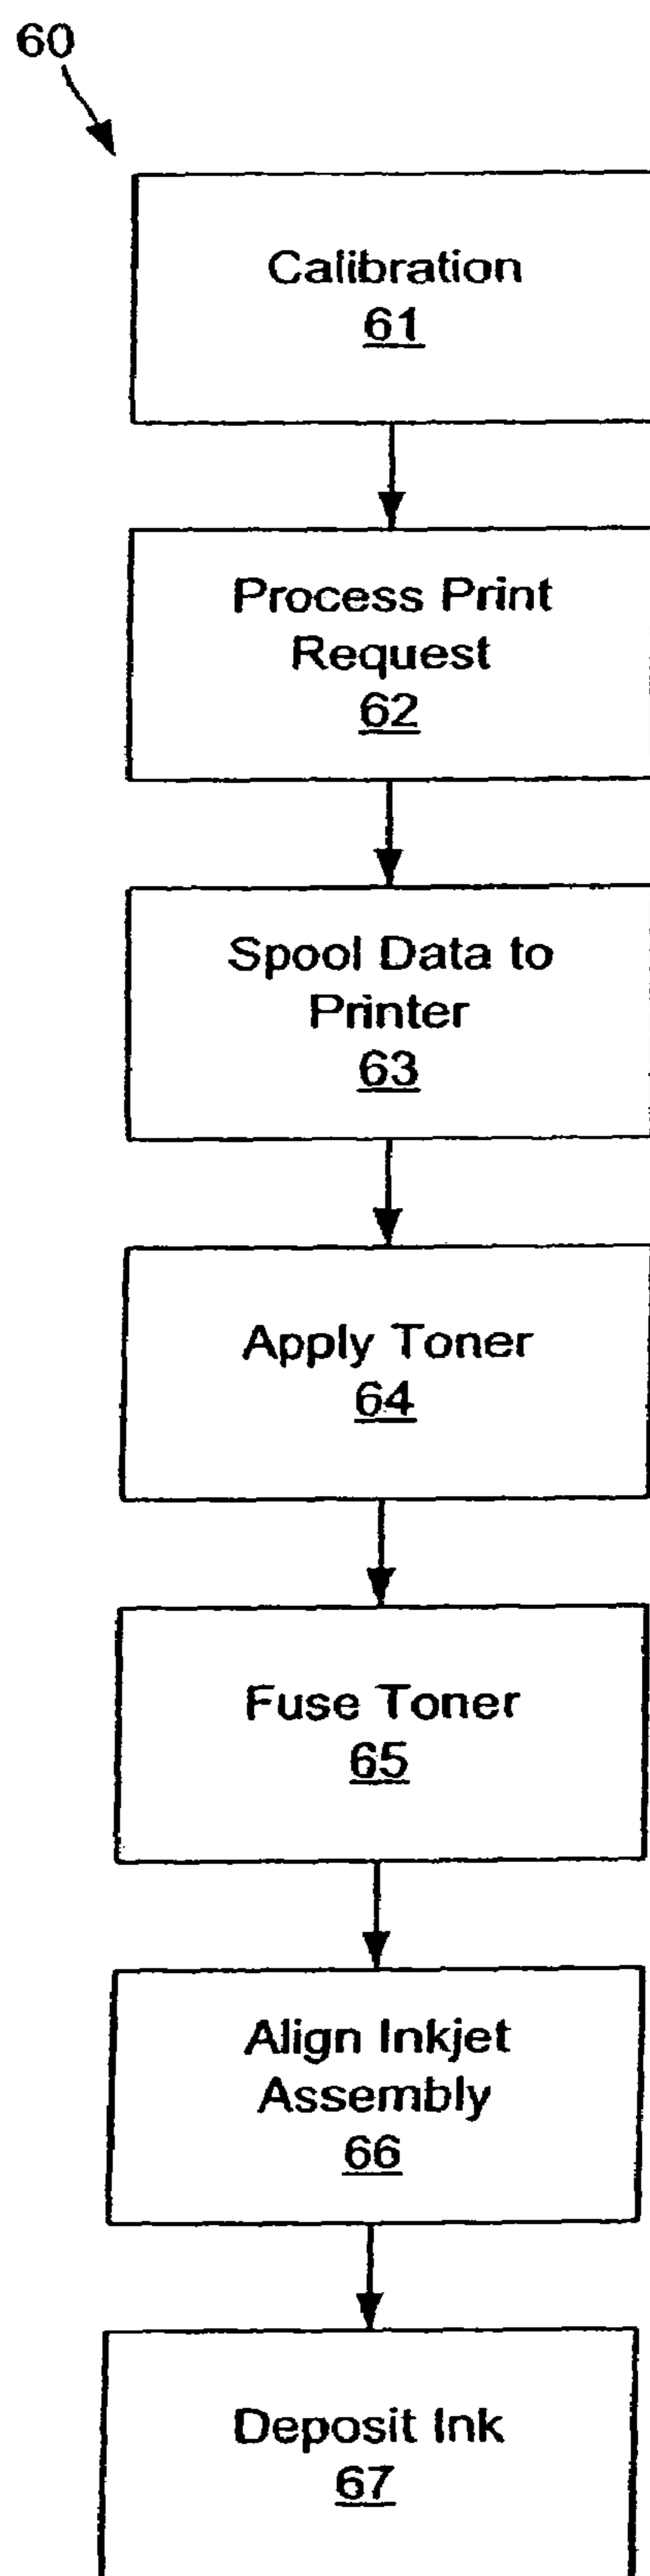 60
Calibration
61
Process Print
Request
62
Spool Data to
Printer
63
Apply Toner
64
Fuse Toner
65
Align Inkjet
Assembly
66
Deposit Ink
67